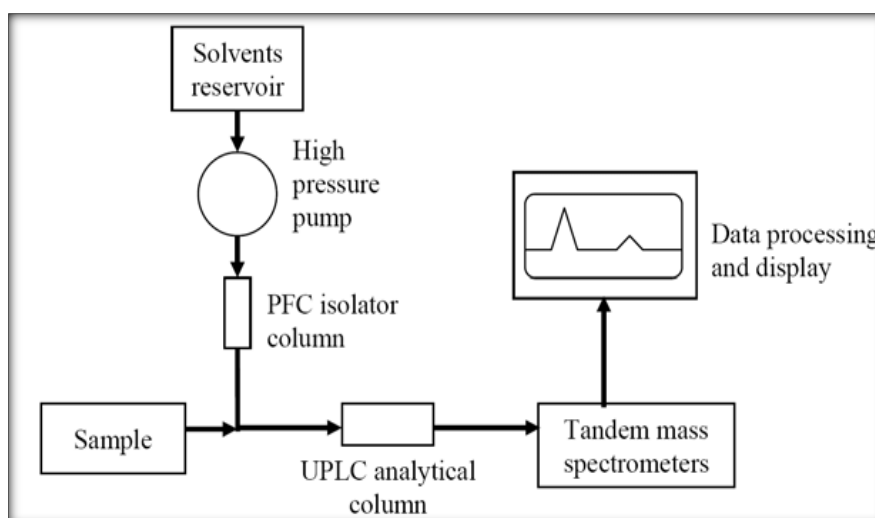 Solvents
reservoir
High
pressure
pump
PFC isolator
column
Sample
UPLC analytical
column
Tandem mass
spectrometers
Data processing
and display